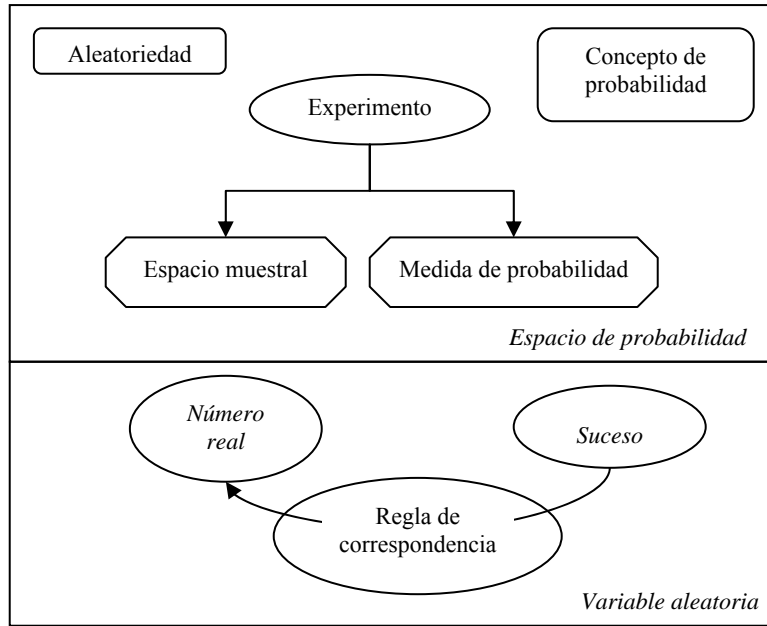 Aleatoriedad
Concepto de
probabilidad
Experimento
Espacio muestral
Medida de probabilidad
Espacio de probabilidad
Número
real
Suceso
Regla de
correspondencia
Variable aleatoria